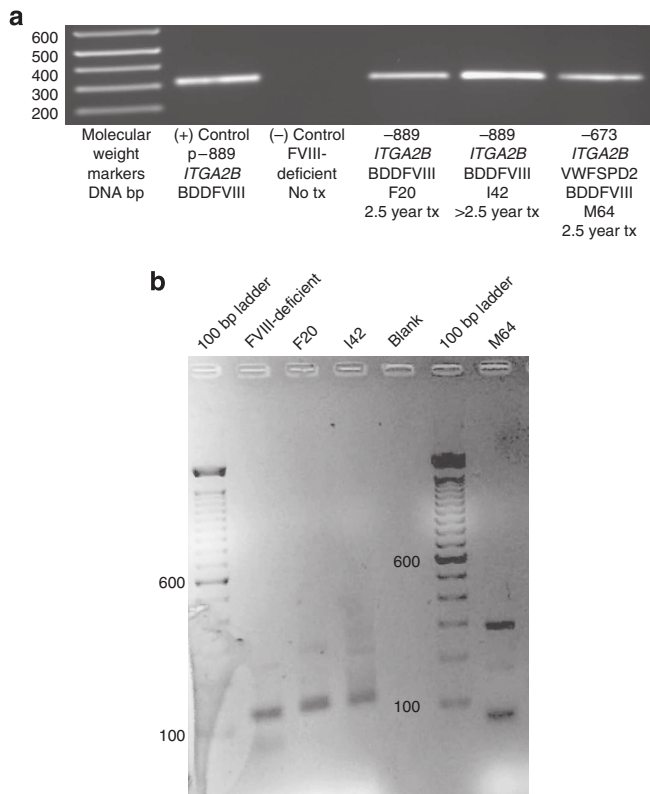 a
600
500
400
300
200
Molecular weight markers DNA bp
(+) Control p−889 ITGA2B BDDFVIII
(−) Control FVIII-deficient No tx
−889 ITGA2B BDDFVIII F20 2.5 year tx
−889 ITGA2B BDDFVIII I42 >2.5 year tx
−673 ITGA2B VWFSPD2 BDDFVIII M64 2.5 year tx
b
100 bp ladder
FVIII-deficient
F20
I42
Blank
100 bp ladder
M64
600
600
100
100